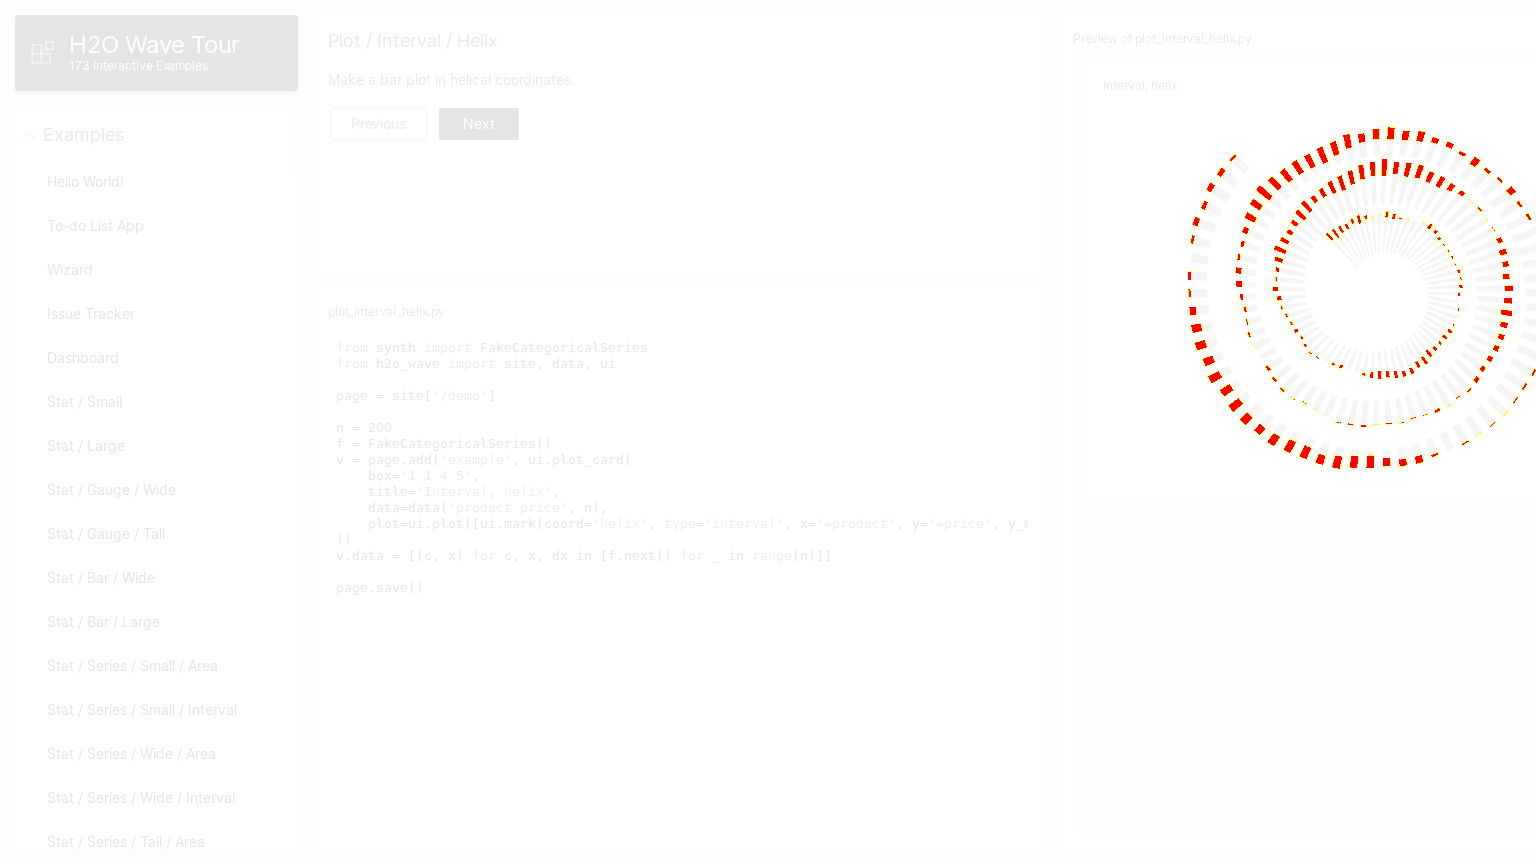 H2O Wave Tour
173 Interactive Examples
Examples
Hello World!
To-do List App
Wizard
Issue Tracker
Dashboard
Stat / Small
Stat / Large
Stat / Gauge / Wide
Stat / Gauge / Tall
Stat / Bar / Wide
Stat / Bar / Large
Stat / Series / Small / Area
Stat / Series / Small / Interval
Stat / Series / Wide / Area
Stat / Series / Wide / Interval
Stat / Series / Tall / Area
Plot / Interval / Helix
Make a bar plot in helical coordinates.
Previous
Next
plot_interval_helix.py
from synth import FakeCategoricalSeries
from h2o_wave import site, data, ui
page = site['/demo']
n = 200
f = FakeCategoricalSeries()
v = page.add('example', ui.plot_card(
    box='1 1 4 5',
    title='Interval, helix',
    data=data('product price', n),
    plot=ui.plot([ui.mark(coord='helix', type='interval', x='=product', y='=price', y_m
))
v.data = [(c, x) for c, x, dx in [f.next() for _ in range(n)]]
page.save()
Preview of plot_interval_helix.py
Interval, helix